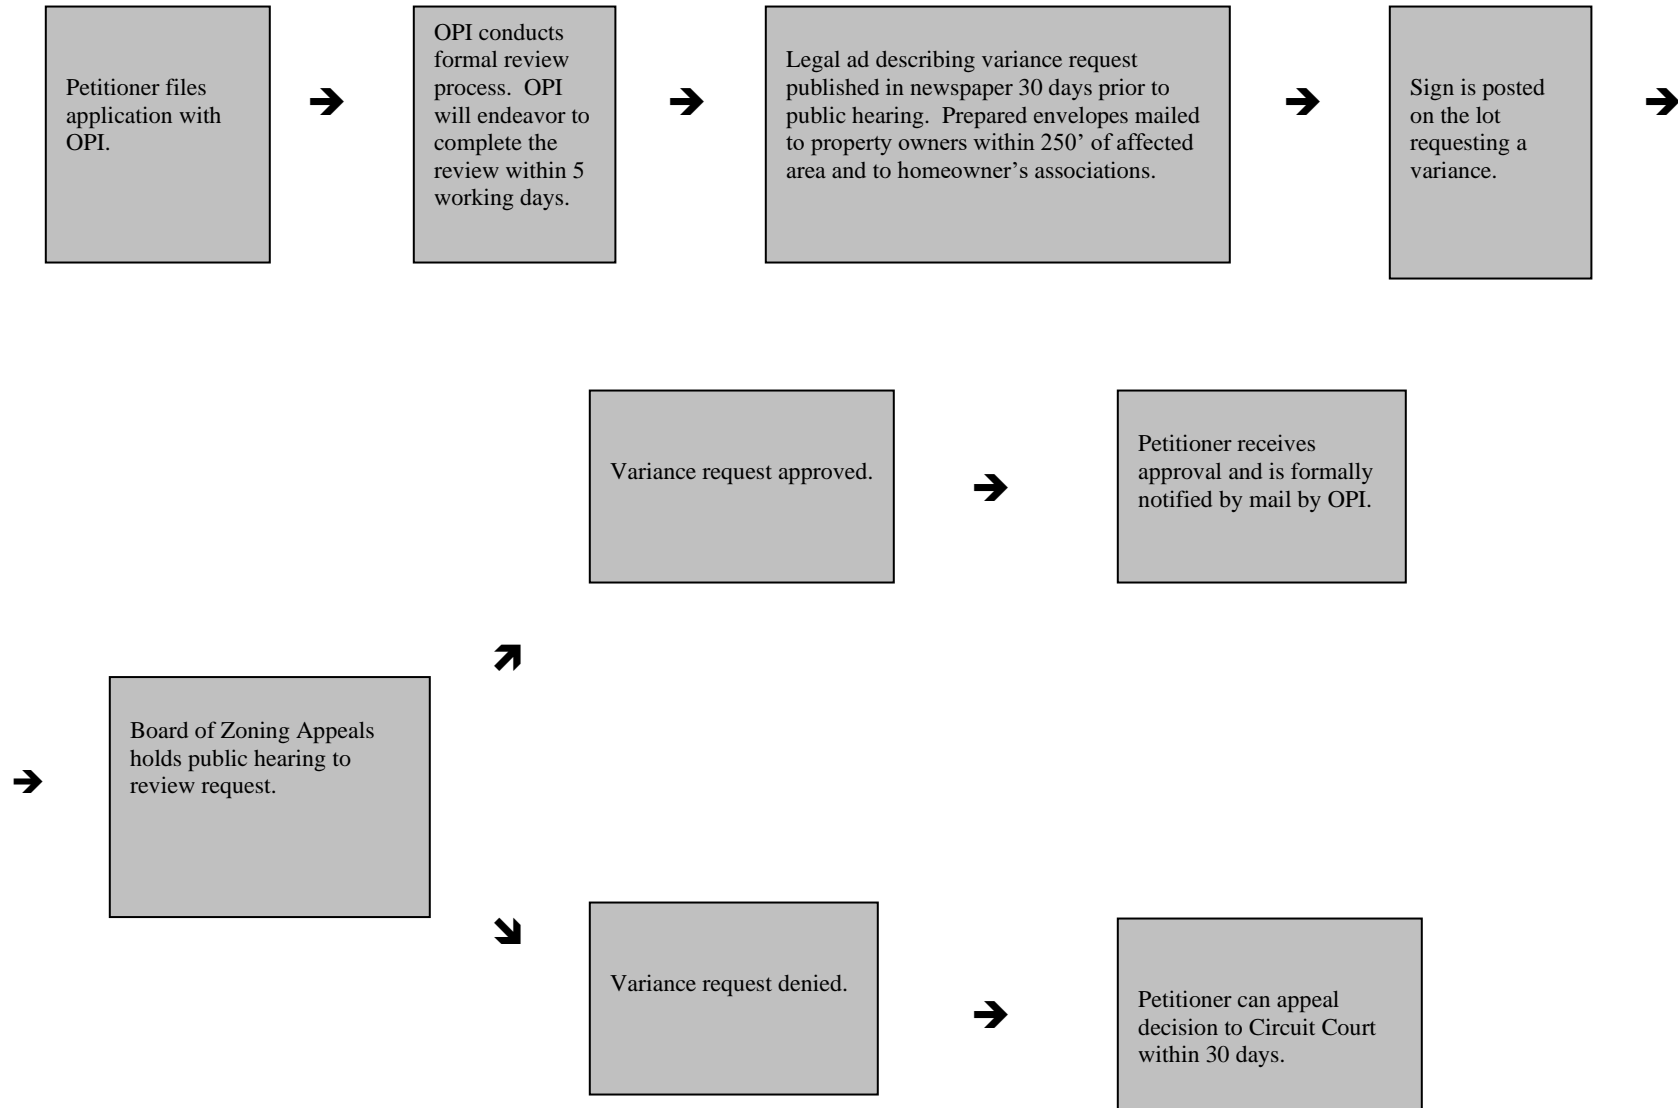 Petitioner files
application with
OPI.
OPI conducts
formal review
process.  OPI
will endeavor to
complete the
review within 5
working days.
Legal ad describing variance request
published in newspaper 30 days prior to
public hearing.  Prepared envelopes mailed
to property owners within 250’ of affected
area and to homeowner’s associations.
Sign is posted
on the lot
requesting a
variance.
Board of Zoning Appeals
holds public hearing to
review request.
Variance request approved.
Petitioner receives
approval and is formally
notified by mail by OPI.
Variance request denied.
Petitioner can appeal
decision to Circuit Court
within 30 days.